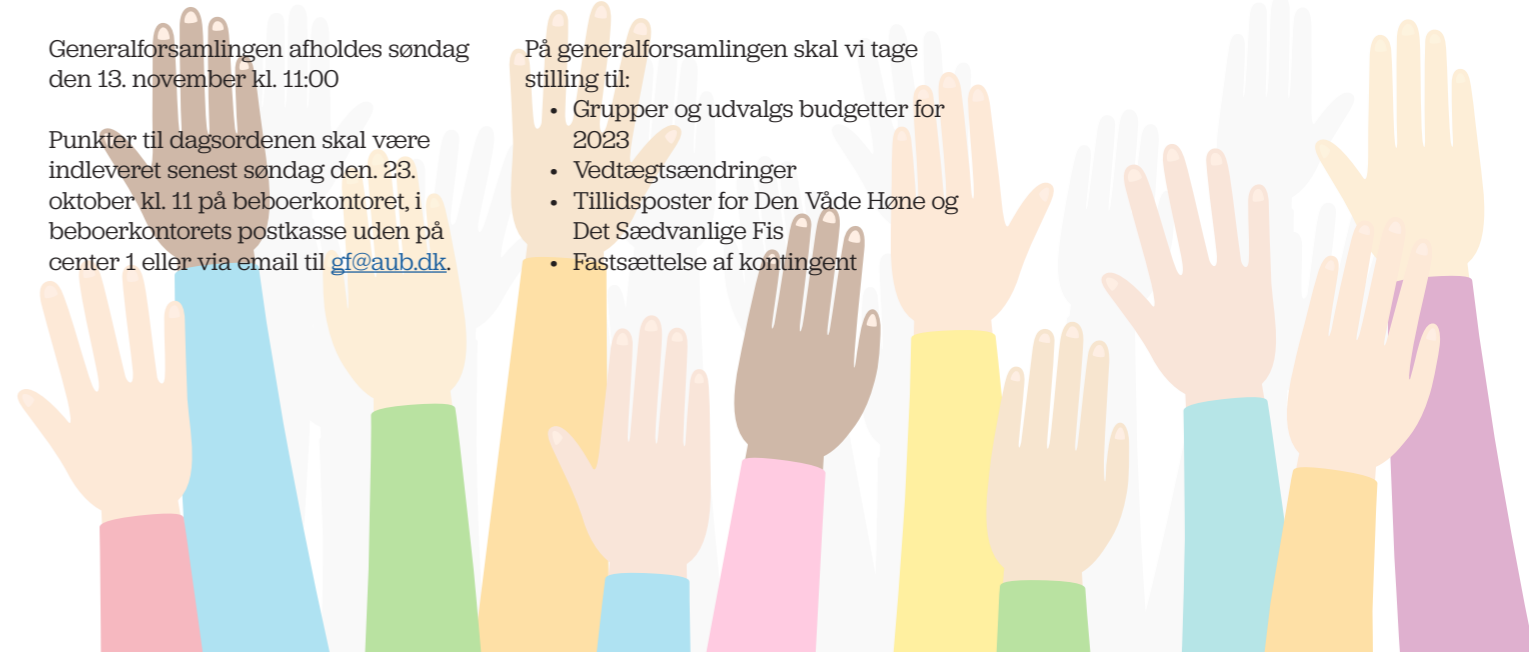 Generalforsamlingen afholdes søndag
den 13. november kl. 11:00
Punkter til dagsordenen skal være
indleveret senest søndag den. 23.
oktober kl. 11 på beboerkontoret, i
beboerkontorets postkasse uden på
center 1 eller via email til gf@aub.dk.
På generalforsamlingen skal vi tage
stilling til:
• Grupper og udvalgs budgetter for
2023
• Vedtægtsændringer
• Tillidsposter for Den Våde Høne og
Det Sædvanlige Fis
• Fastsættelse af kontingent